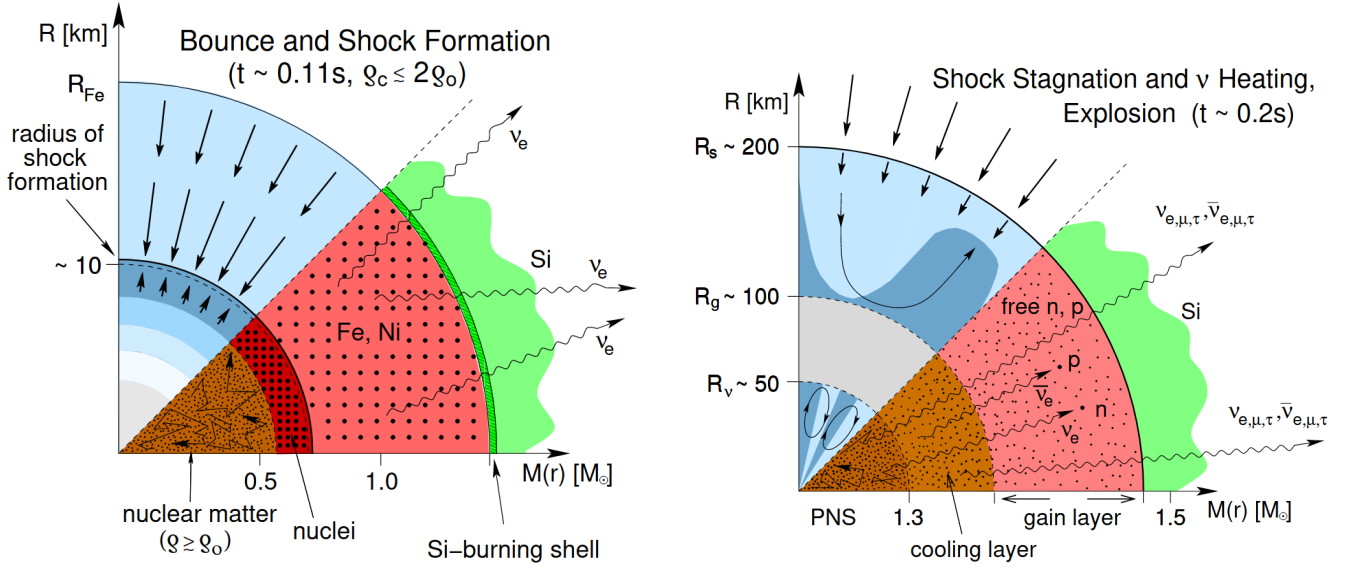 R [km]
Bounce and Shock Formation
(t ~ 0.11s, ϱc ≲ 2ϱo)
RFe
radius of
shock
formation
νe
Si
νe
~ 10
Fe, Ni
νe
0.5
1.0
M(r) [M☉]
nuclear matter
(ϱ ≳ ϱo)
nuclei
Si−burning shell
R [km]
Shock Stagnation and ν Heating,
Explosion (t ~ 0.2s)
Rs ~ 200
νe,μ,τ, ν̄e,μ,τ
Rg ~ 100
free n, p
Si
p
Rν ~ 50
ν̄e
n
νe
νe,μ,τ, ν̄e,μ,τ
PNS
1.3
gain layer
1.5
M(r) [M☉]
cooling layer